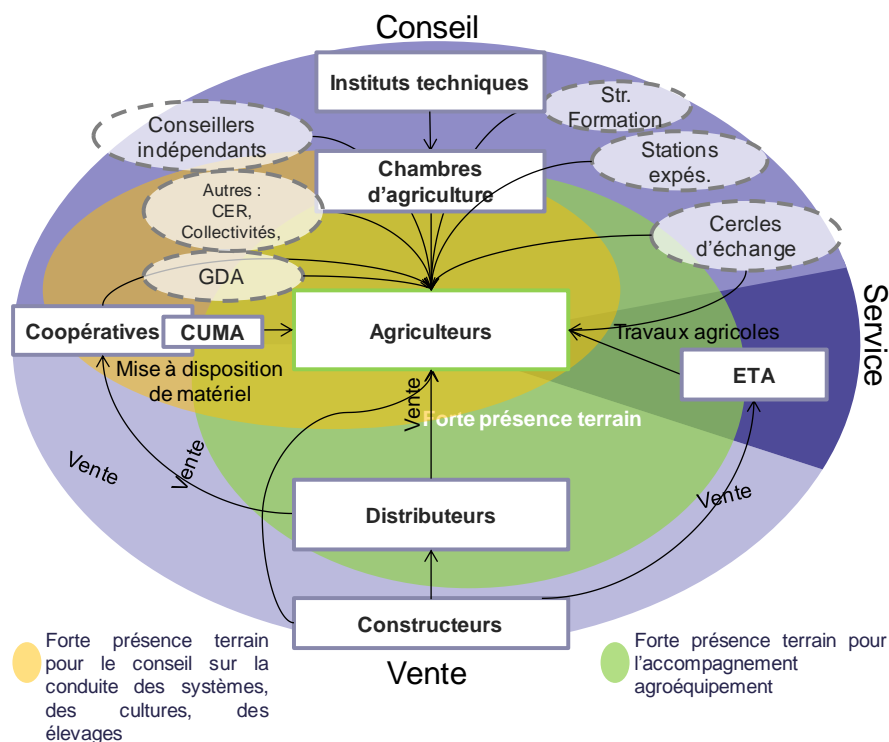 Conseil
Instituts techniques
Str.
Formation
Conseillers
indépendants
Chambres
d'agriculture
Stations
expés.
Autres :
CER,
Collectivités,
Cercles
d'échange
GDA
Service
Coopératives
CUMA
Agriculteurs
Travaux agricoles
ETA
Mise à disposition
de matériel
Vente
Forte présence terrain
Vente
Vente
Vente
Distributeurs
Constructeurs
Vente
Forte présence terrain
pour le conseil sur la
conduite des systèmes,
des cultures, des
élevages
Forte présence terrain pour
l'accompagnement
agroéquipement